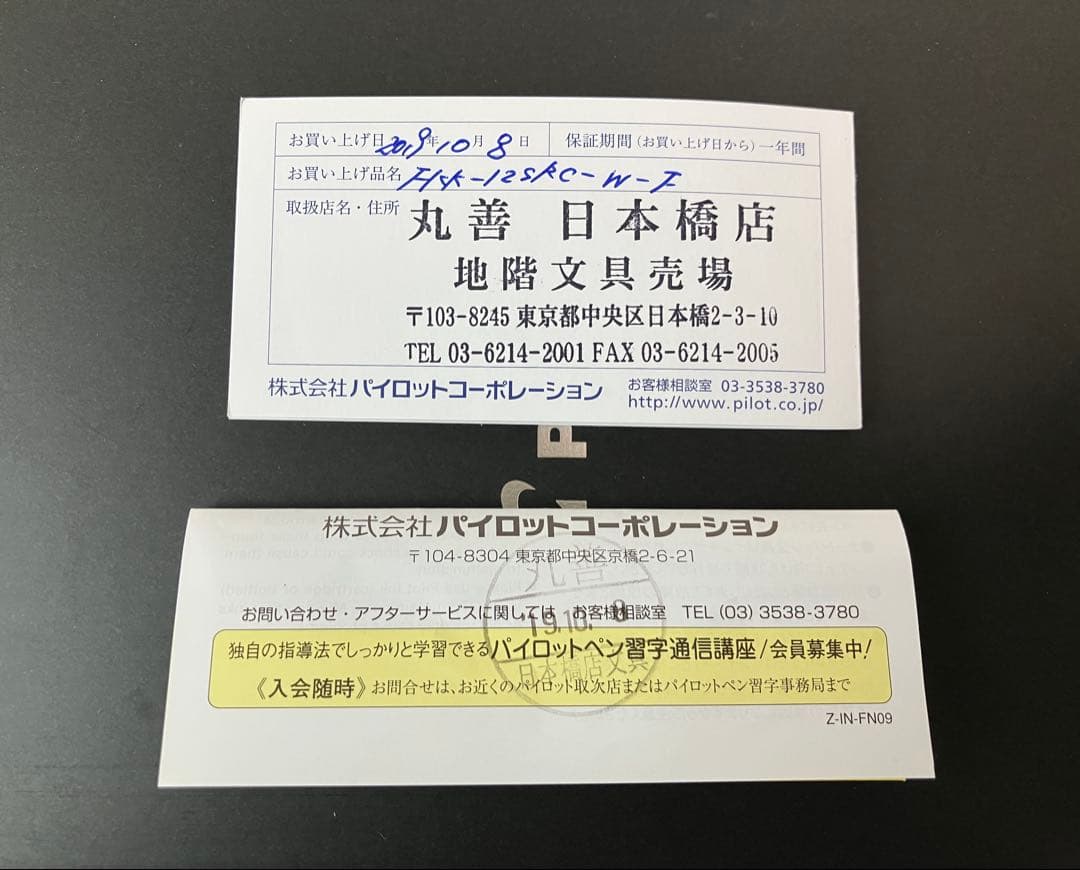 お買い上げ日 2019年10月8日 保証期間(お買い上げ日から)一年間
お買い上げ品名 FKK-12SRC-W-F
取扱店名・住所 丸善 日本橋店
地階文具売場
〒103-8245 東京都中央区日本橋2-3-10
TEL 03-6214-2001 FAX 03-6214-2005
株式会社パイロットコーポレーション お客様相談室 03-3538-3780
http://www.pilot.co.jp/
P
株式会社パイロットコーポレーション
〒104-8304 東京都中央区京橋2-6-21
丸善
お問い合わせ・アフターサービスに関しては お客様相談室 TEL (03) 3538-3780
'19.10.-8
独自の指導法でしっかりと学習できるパイロットペン習字通信講座/会員募集中!
日本橋店文具
《入会随時》お問合せは、お近くのパイロット取次店またはパイロットペン習字事務局まで
Z-IN-FN09